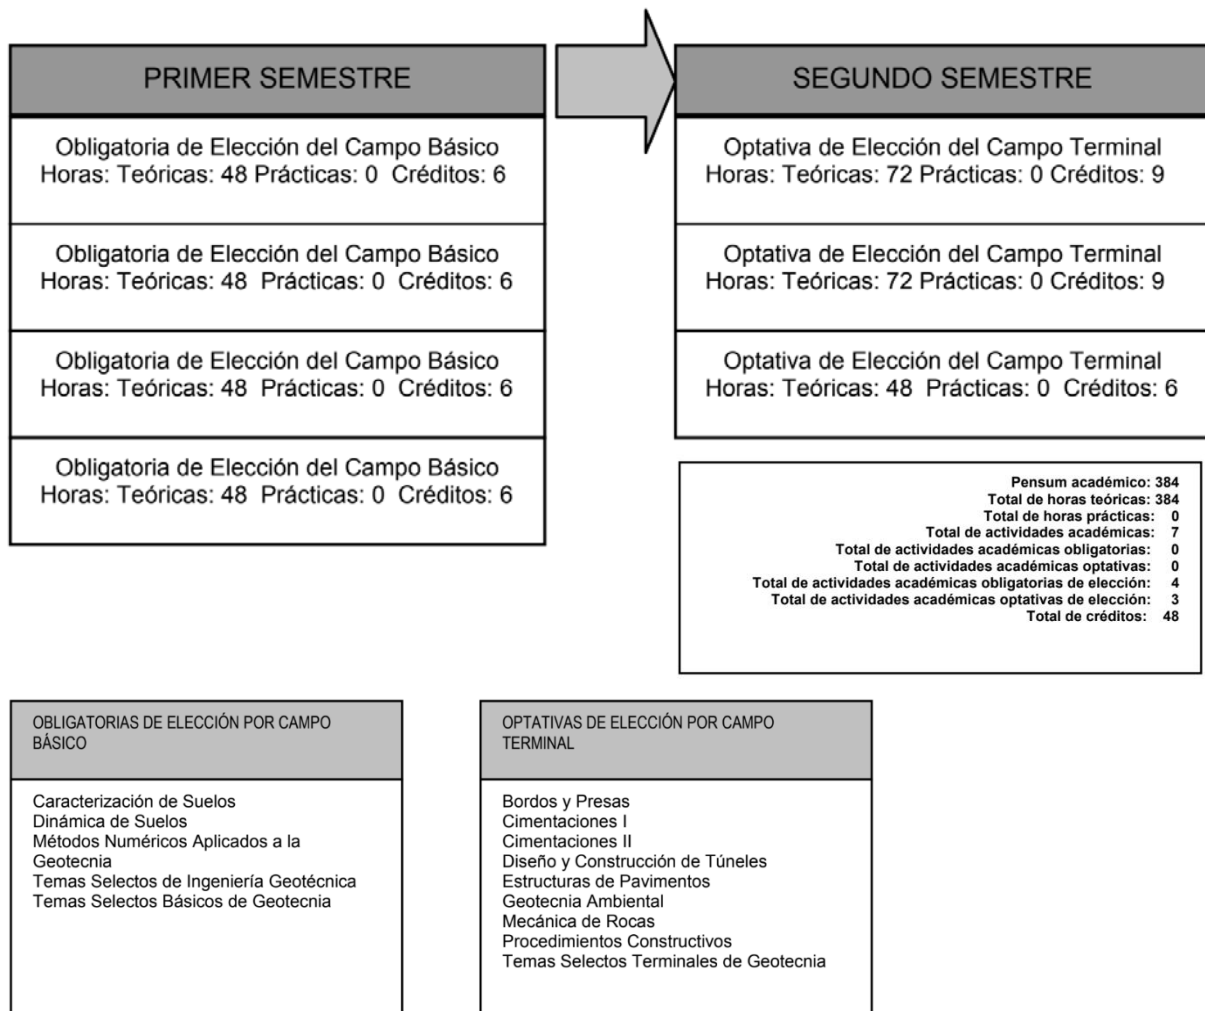 PRIMER SEMESTRE
Obligatoria de Elección del Campo Básico
Horas: Teóricas: 48 Prácticas: 0 Créditos: 6
Obligatoria de Elección del Campo Básico
Horas: Teóricas: 48 Prácticas: 0 Créditos: 6
Obligatoria de Elección del Campo Básico
Horas: Teóricas: 48 Prácticas: 0 Créditos: 6
Obligatoria de Elección del Campo Básico
Horas: Teóricas: 48 Prácticas: 0 Créditos: 6
SEGUNDO SEMESTRE
Optativa de Elección del Campo Terminal
Horas: Teóricas: 72 Prácticas: 0 Créditos: 9
Optativa de Elección del Campo Terminal
Horas: Teóricas: 72 Prácticas: 0 Créditos: 9
Optativa de Elección del Campo Terminal
Horas: Teóricas: 48 Prácticas: 0 Créditos: 6
Pensum académico: 384
Total de horas teóricas: 384
Total de horas prácticas: 0
Total de actividades académicas: 7
Total de actividades académicas obligatorias: 0
Total de actividades académicas optativas: 0
Total de actividades académicas obligatorias de elección: 4
Total de actividades académicas optativas de elección: 3
Total de créditos: 48
OBLIGATORIAS DE ELECCIÓN POR CAMPO
BÁSICO
Caracterización de Suelos
Dinámica de Suelos
Métodos Numéricos Aplicados a la
Geotecnia
Temas Selectos de Ingeniería Geotécnica
Temas Selectos Básicos de Geotecnia
OPTATIVAS DE ELECCIÓN POR CAMPO
TERMINAL
Bordos y Presas
Cimentaciones I
Cimentaciones II
Diseño y Construcción de Túneles
Estructuras de Pavimentos
Geotecnia Ambiental
Mecánica de Rocas
Procedimientos Constructivos
Temas Selectos Terminales de Geotecnia